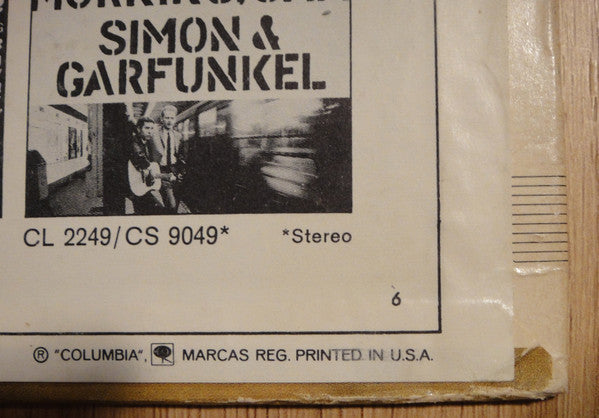 SIMON &
GARFUNKEL
CL 2249/CS 9049* *Stereo
6
® "COLUMBIA", MARCAS REG. PRINTED IN U.S.A.